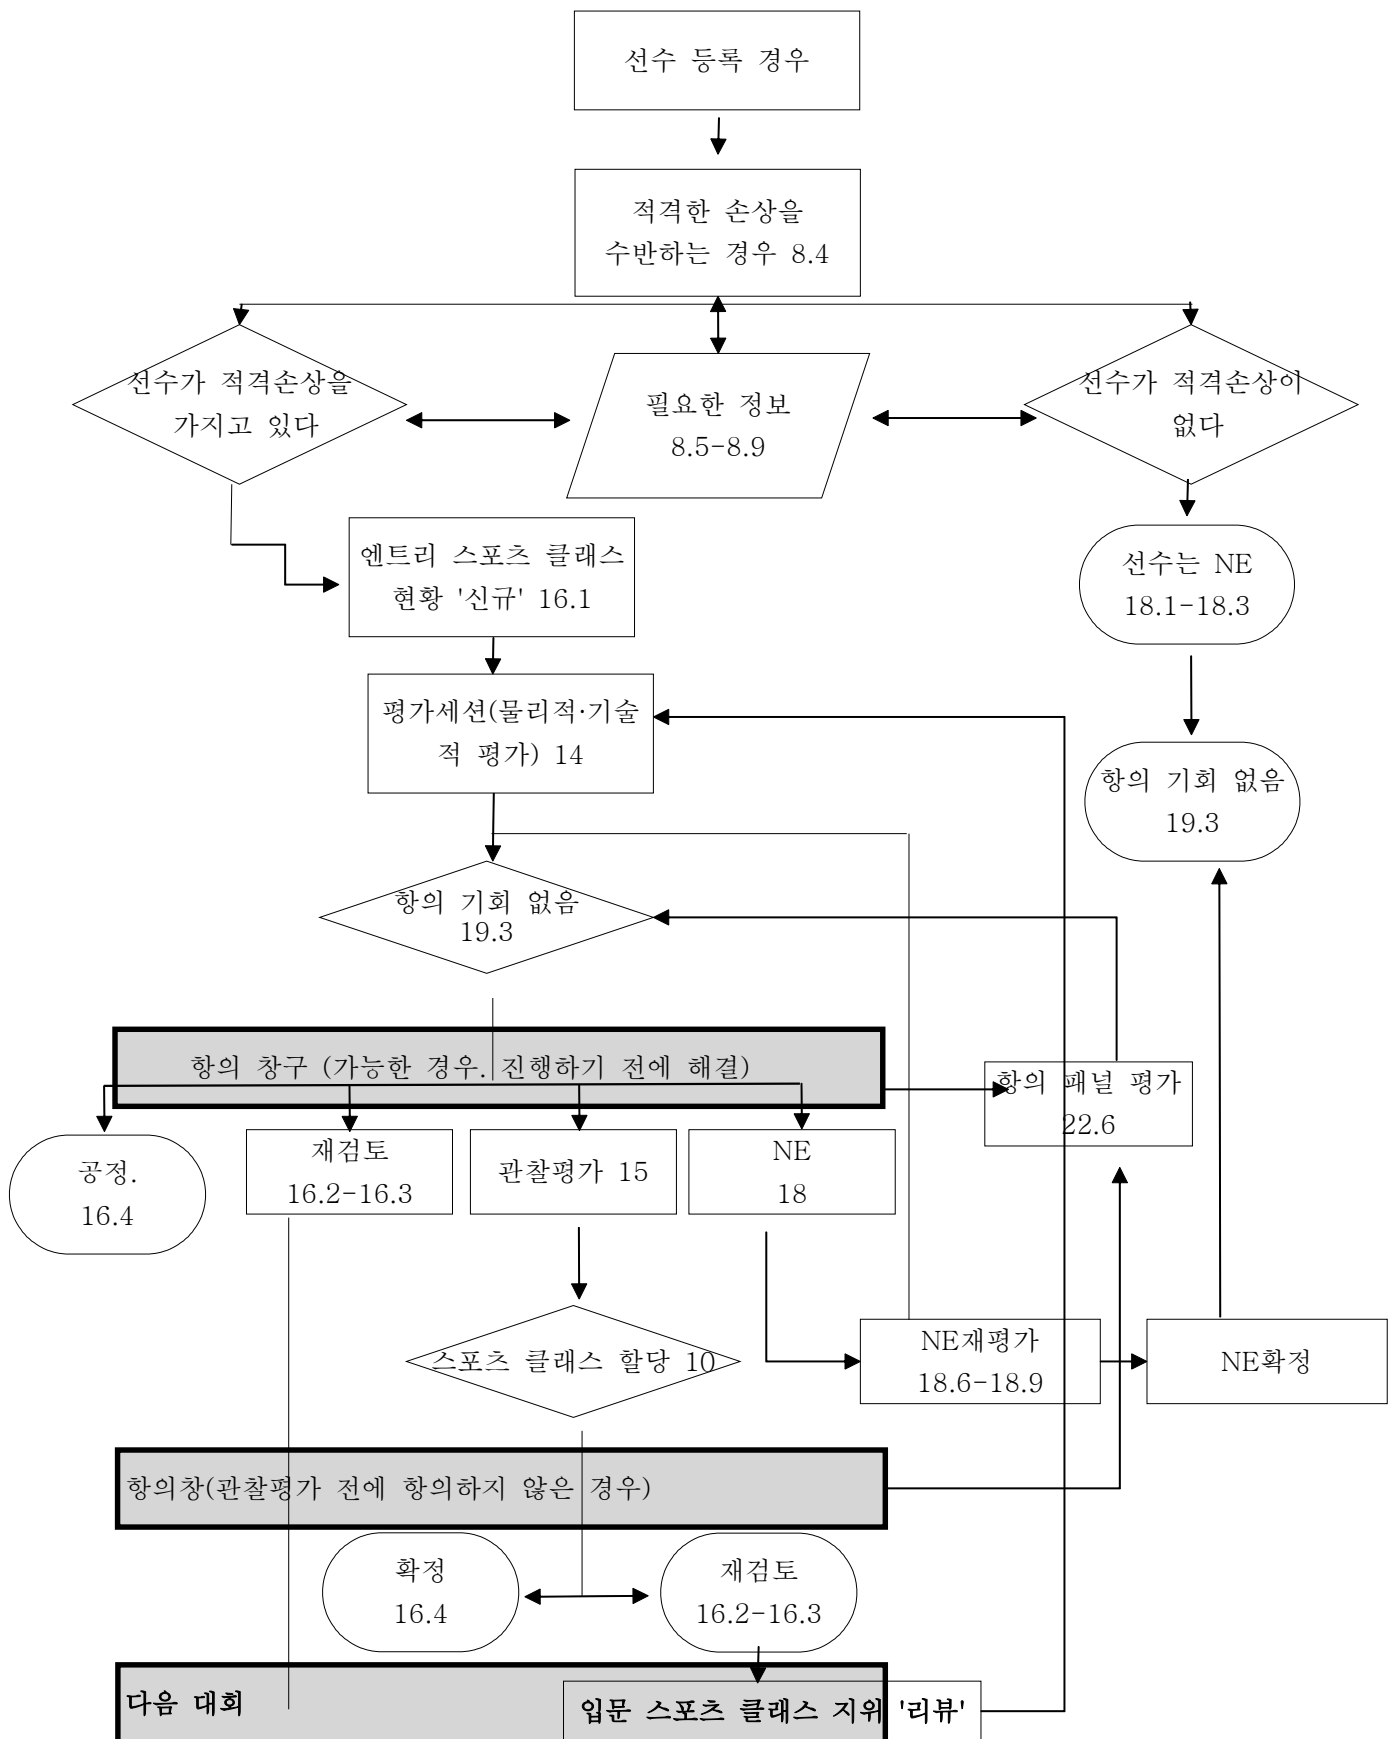 선수 등록 경우
적격한 손상을
수반하는 경우 8.4
선수가 적격손상을
가지고 있다
필요한 정보
8.5-8.9
선수가 적격손상이
없다
엔트리 스포츠 클래스
현황 '신규' 16.1
선수는 NE
18.1-18.3
평가세션(물리적·기술
적 평가) 14
항의 기회 없음
19.3
항의 기회 없음
19.3
항의 창구 (가능한 경우. 진행하기 전에 해결)
항의 패널 평가
22.6
공정.
16.4
재검토
16.2-16.3
관찰평가 15
NE
18
스포츠 클래스 할당 10
NE재평가
18.6-18.9
NE확정
항의창(관찰평가 전에 항의하지 않은 경우)
확정
16.4
재검토
16.2-16.3
다음 대회
입문 스포츠 클래스 지위 '리뷰'